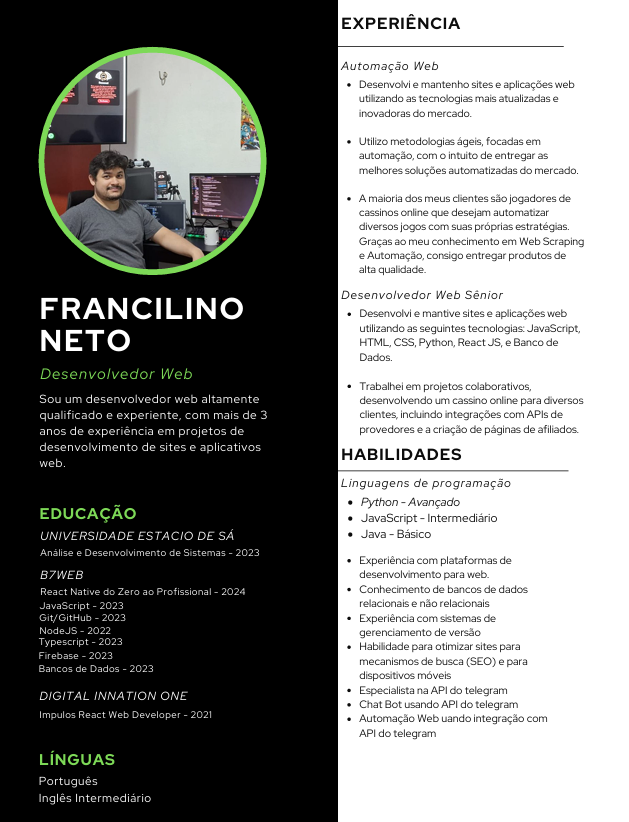 FRANCILINO
NETO
Desenvolvedor Web
Sou um desenvolvedor web altamente
qualificado e experiente, com mais de 3
anos de experiência em projetos de
desenvolvimento de sites e aplicativos
web.
EDUCAÇÃO
UNIVERSIDADE ESTACIO DE SÁ
Análise e Desenvolvimento de Sistemas - 2023
B7WEB
React Native do Zero ao Profissional - 2024
JavaScript - 2023
Git/GitHub - 2023
NodeJS - 2022
Typescript - 2023
Firebase - 2023
Bancos de Dados - 2023
DIGITAL INNATION ONE
Impulos React Web Developer - 2021
LÍNGUAS
Português
Inglês Intermediário
EXPERIÊNCIA
Automação Web
• Desenvolvi e mantenho sites e aplicações web
utilizando as tecnologias mais atualizadas e
inovadoras do mercado.
• Utilizo metodologias ágeis, focadas em
automação, com o intuito de entregar as
melhores soluções automatizadas do mercado.
• A maioria dos meus clientes são jogadores de
cassinos online que desejam automatizar
diversos jogos com suas próprias estratégias.
Graças ao meu conhecimento em Web Scraping
e Automação, consigo entregar produtos de
alta qualidade.
Desenvolvedor Web Sênior
• Desenvolvi e mantive sites e aplicações web
utilizando as seguintes tecnologias: JavaScript,
HTML, CSS, Python, React JS, e Banco de
Dados.
• Trabalhei em projetos colaborativos,
desenvolvendo um cassino online para diversos
clientes, incluindo integrações com APIs de
provedores e a criação de páginas de afiliados.
HABILIDADES
Linguagens de programação
• Python - Avançado
• JavaScript - Intermediário
• Java - Básico
• Experiência com plataformas de
desenvolvimento para web.
• Conhecimento de bancos de dados
relacionais e não relacionais
• Experiência com sistemas de
gerenciamento de versão
• Habilidade para otimizar sites para
mecanismos de busca (SEO) e para
dispositivos móveis
• Especialista na API do telegram
• Chat Bot usando API do telegram
• Automação Web uando integração com
API do telegram